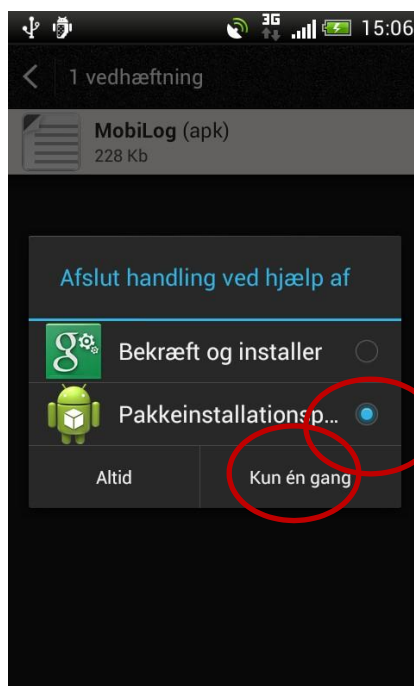 3G 15:06
1 vedhæftning
MobiLog (apk)
228 Kb
Afslut handling ved hjælp af
Bekræft og installer
Pakkeinstallationsp...
Altid Kun én gang